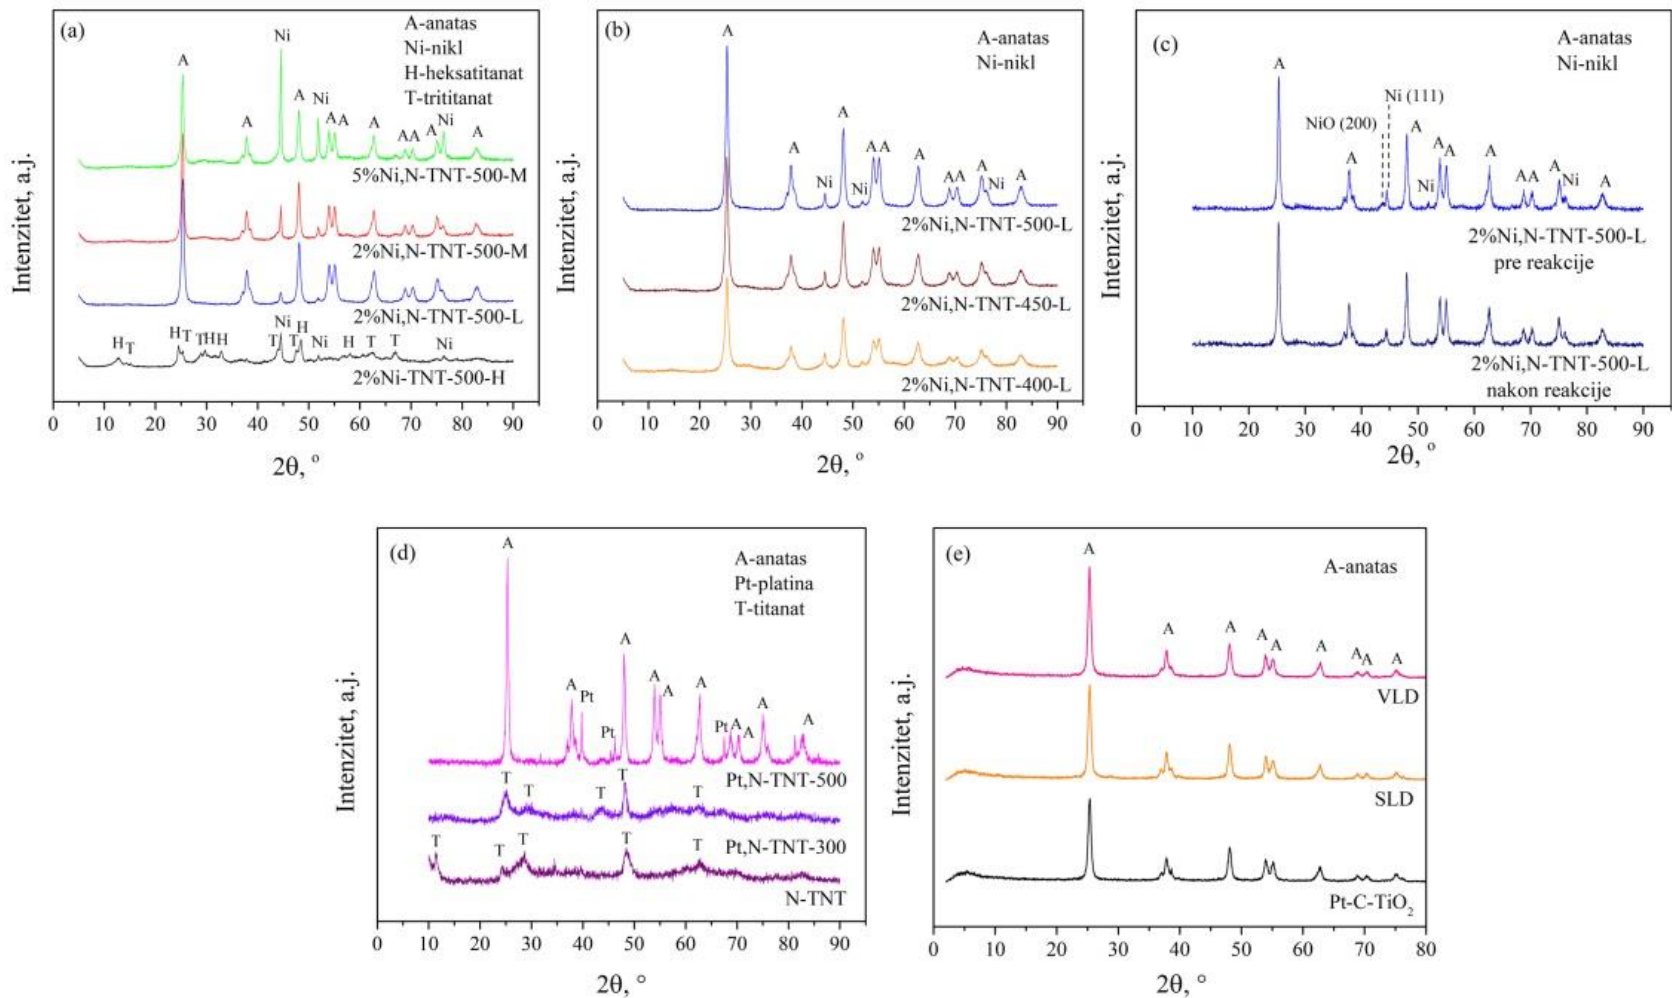 (a)
A-anatas
Ni-nikl
H-heksatitanat
T-trititanat
Ni
A
A
A
Ni
A A
A
A A
A
Ni
A
5%Ni,N-TNT-500-M
2%Ni,N-TNT-500-M
2%Ni,N-TNT-500-L
H T
H T T H H
T Ni T H
Ni
H
T
T
Ni
2%Ni-TNT-500-H
0 10 20 30 40 50 60 70 80 90
2θ, °
Intenzitet, a.j.
(b)
A-anatas
Ni-nikl
A
A
Ni
A
Ni
A A
A
A A
A
Ni
A
2%Ni,N-TNT-500-L
2%Ni,N-TNT-450-L
2%Ni,N-TNT-400-L
0 10 20 30 40 50 60 70 80 90
2θ, °
Intenzitet, a.j.
(c)
A-anatas
Ni-nikl
A
Ni (111)
NiO (200)
A
A
Ni
A
A
A
A A
A
Ni
A
2%Ni,N-TNT-500-L
pre reakcije
2%Ni,N-TNT-500-L
nakon reakcije
0 10 20 30 40 50 60 70 80 90
2θ, °
Intenzitet, a.j.
(d)
A-anatas
Pt-platina
T-titanat
A
A
Pt
Pt
A
A
A
A
Pt
A
A
A
A
Pt,N-TNT-500
T
T
T
T
T
Pt,N-TNT-300
T
T
T
T
T
N-TNT
0 10 20 30 40 50 60 70 80 90
2θ, °
Intenzitet, a.j.
(e)
A-anatas
A
A
A
A
A
A
A
A
A
VLD
SLD
Pt-C-TiO₂
0 10 20 30 40 50 60 70 80
2θ, °
Intenzitet, a.j.